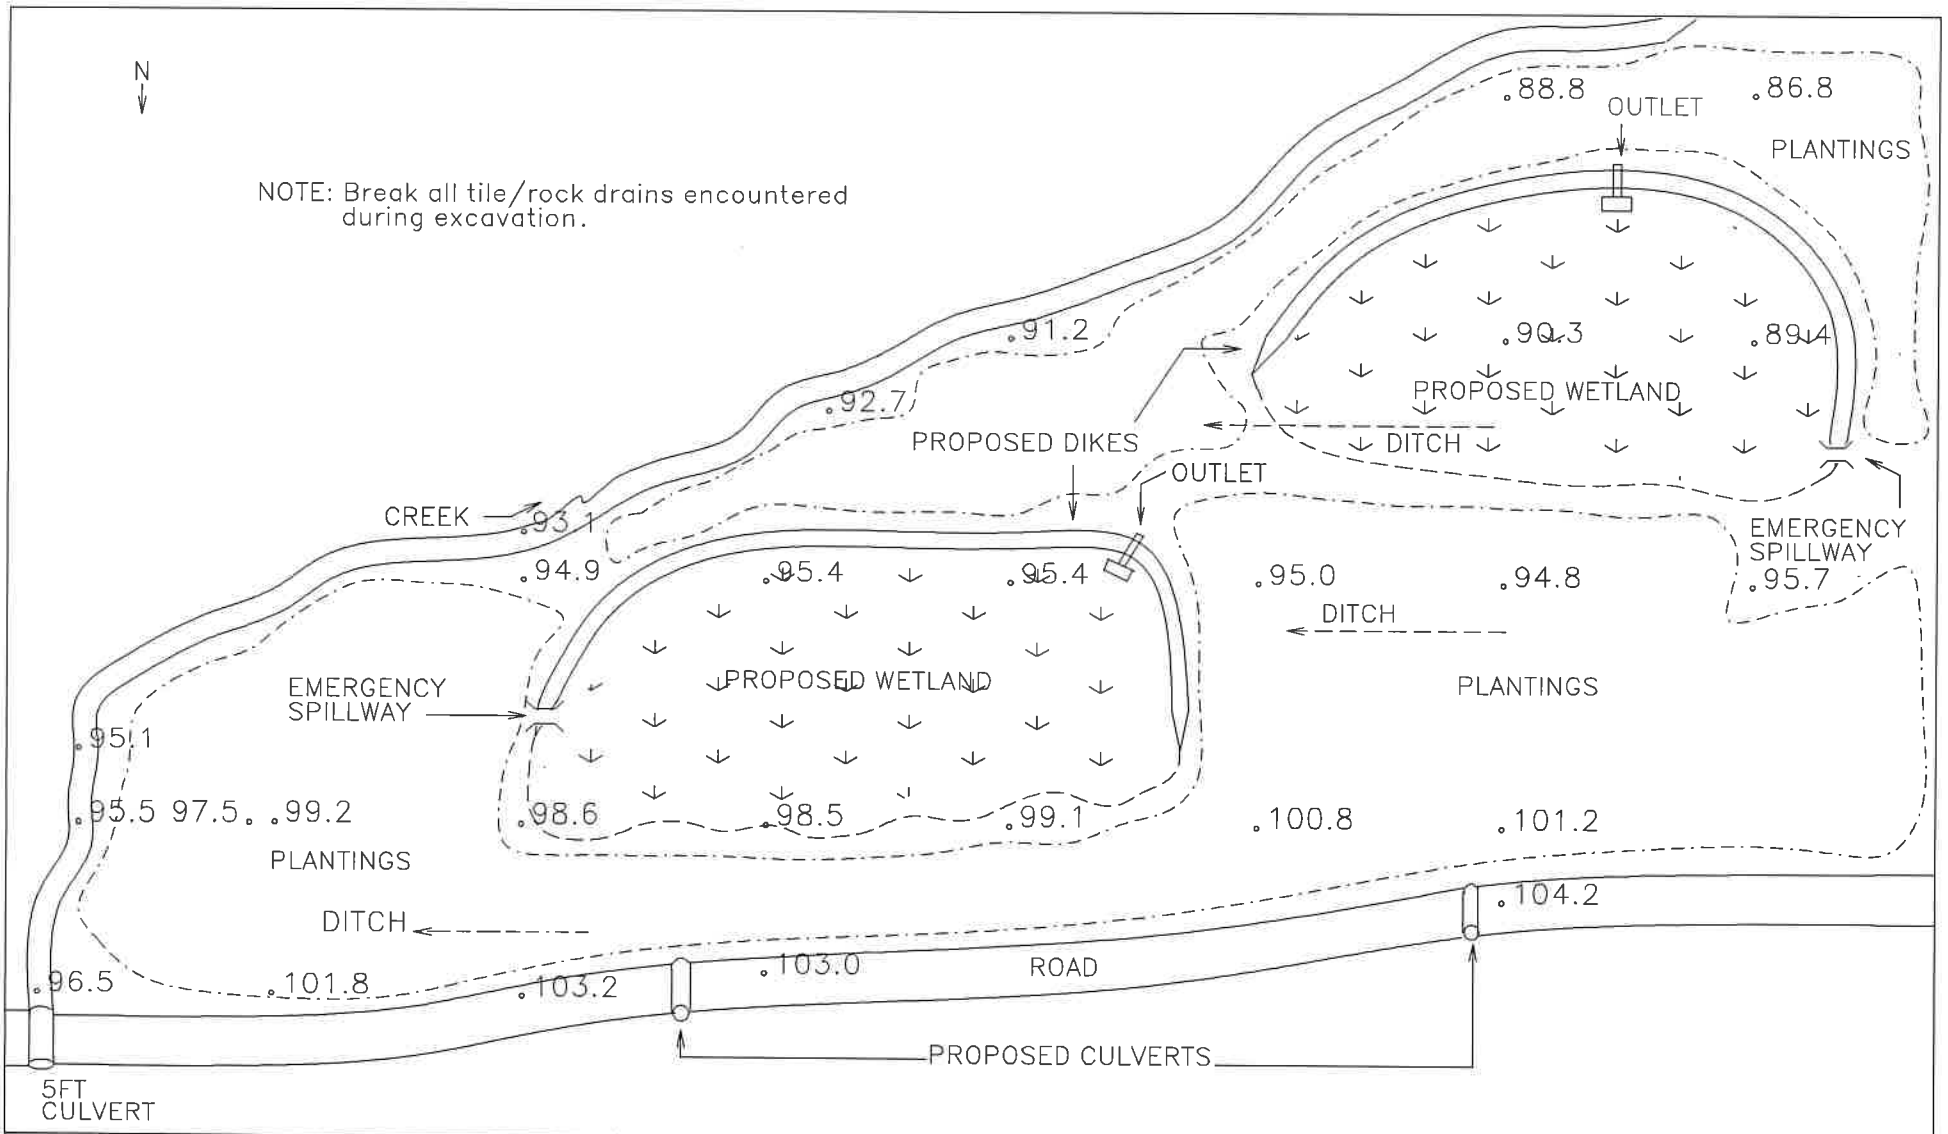 N
88.8
86.8
OUTLET
PLANTINGS
NOTE: Break all tile/rock drains encountered
during excavation.
91.2
90.3
89.4
92.7
PROPOSED WETLAND
PROPOSED DIKES
DITCH
OUTLET
CREEK
93.1
EMERGENCY
SPILLWAY
94.9
95.4
95.4
95.0
94.8
95.7
DITCH
EMERGENCY
SPILLWAY
PROPOSED WETLAND
PLANTINGS
95.1
95.5
97.5
99.2
98.6
98.5
99.1
100.8
101.2
PLANTINGS
104.2
DITCH
96.5
101.8
103.2
103.0
ROAD
PROPOSED CULVERTS
5FT
CULVERT